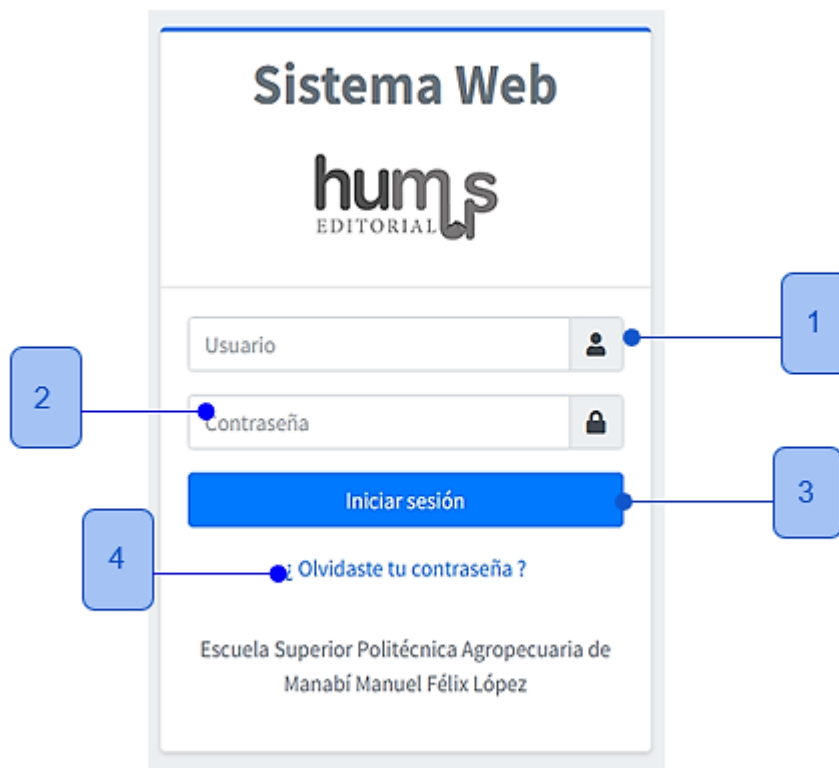 Sistema Web
humus
EDITORIAL
Usuario
1
2
Contraseña
Iniciar sesión
3
4
¿ Olvidaste tu contraseña ?
Escuela Superior Politécnica Agropecuaria de
Manabí Manuel Félix López